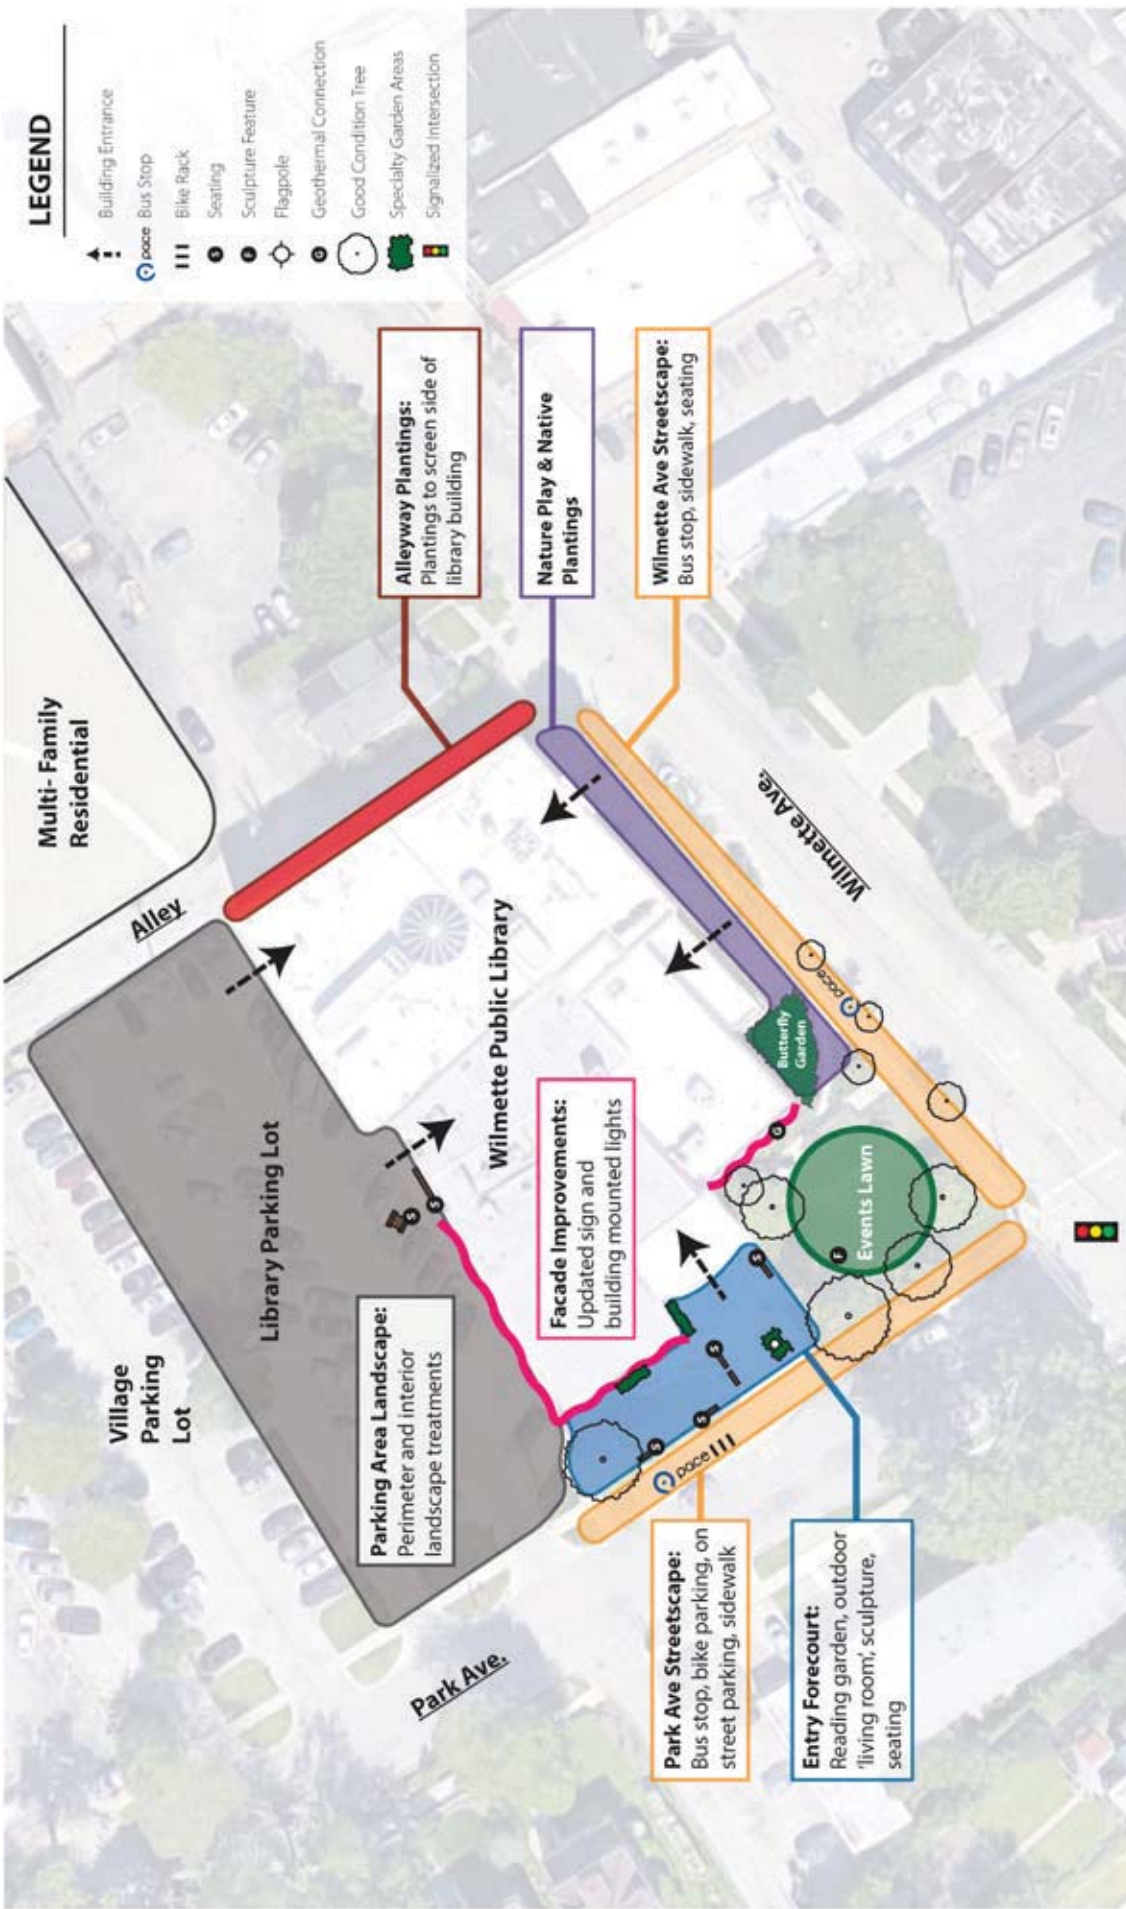 LEGEND
Building Entrance
pace Bus Stop
Bike Rack
S Seating
F Sculpture Feature
Flagpole
G Geothermal Connection
Good Condition Tree
Specialty Garden Areas
Signalized Intersection
Multi- Family
Residential
Alley
Village
Parking
Lot
Library Parking Lot
Parking Area Landscape:
Perimeter and interior
landscape treatments
Alleyway Plantings:
Plantings to screen side of
library building
Nature Play & Native
Plantings
Wilmette Ave Streetscape:
Bus stop, sidewalk, seating
Wilmette Public Library
Facade Improvements:
Updated sign and
building mounted lights
Wilmette Ave.
Park Ave.
Butterfly
Garden
Events Lawn
pace
pace
S
S
S
S
S
S
G
F
Park Ave Streetscape:
Bus stop, bike parking, on
street parking, sidewalk
Entry Forecourt:
Reading garden, outdoor
'living room', sculpture,
seating